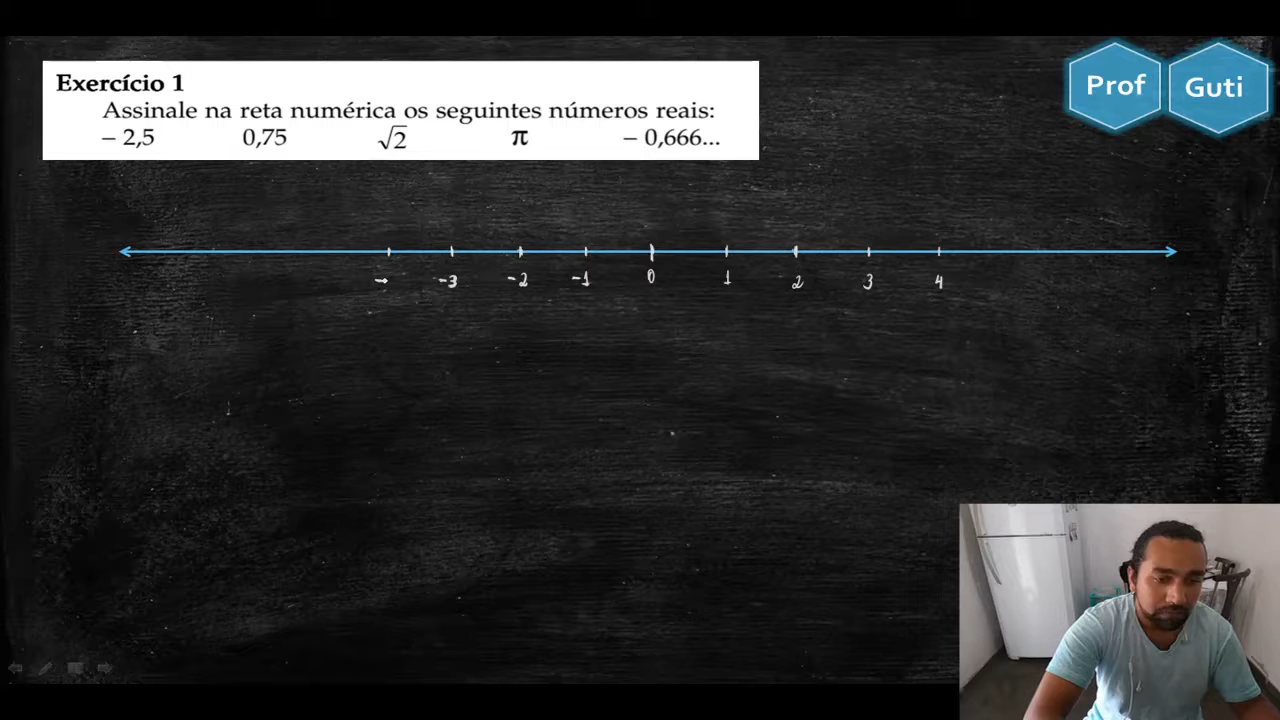 Prof Guti
Exercício 1
Assinale na reta numérica os seguintes números reais:
– 2,5 0,75 √2 π – 0,666...
-3 -2 -1 0 1 2 3 4